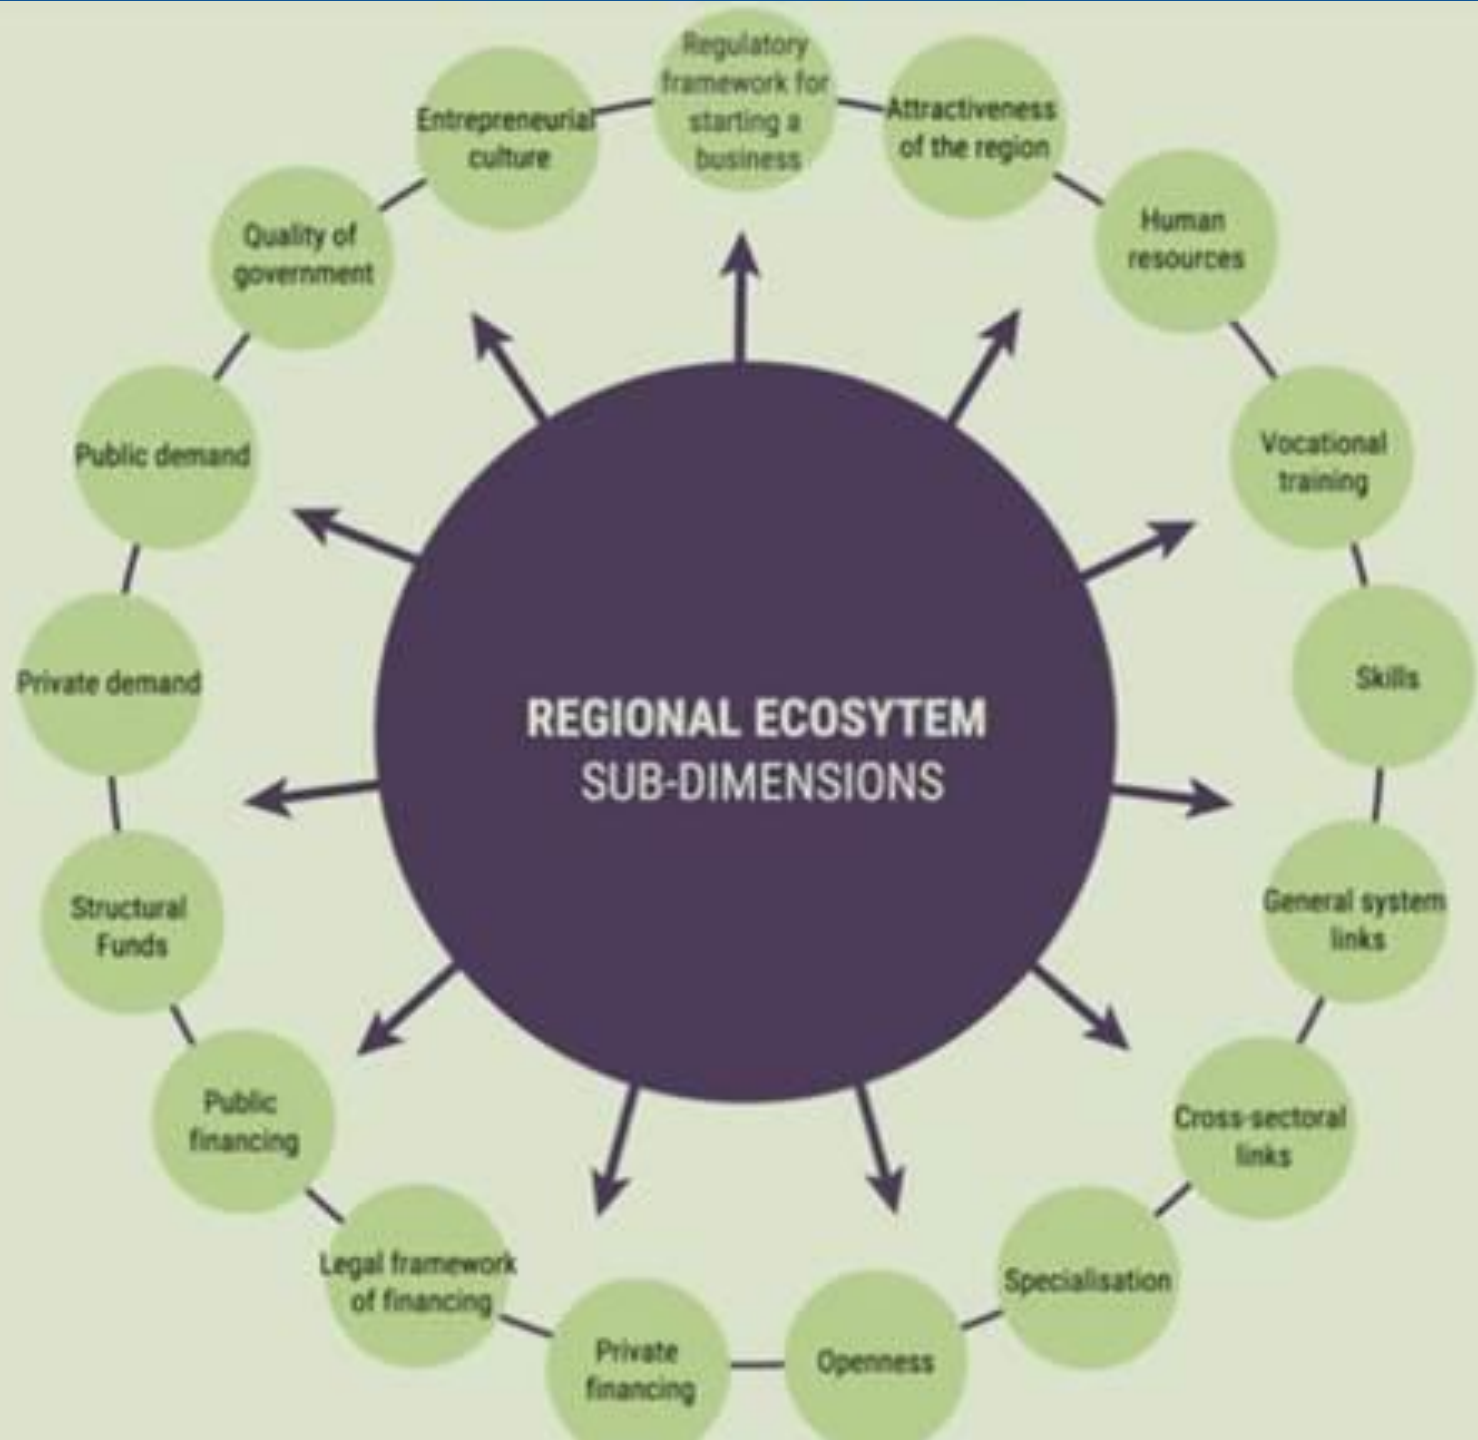 Regulatory
framework for
starting a
business
Attractiveness
of the region
Human
resources
Vocational
training
Skills
General system
links
Cross-sectoral
links
Specialisation
Openness
Private
financing
Legal framework
of financing
Public
financing
Structural
Funds
Private demand
Public demand
Quality of
government
Entrepreneurial
culture
REGIONAL ECOSYTEM
SUB-DIMENSIONS